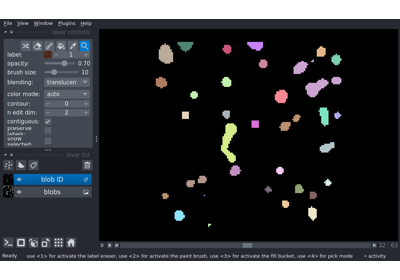 File View Window Plugins Help
layer controls
label: 1
opacity: 0.70
brush size: 10
blending: translucen
color mode: auto
contour: 0
n edit dim: 2
contiguous:
preserve labels:
show selected:
layer list
blob ID
blobs
32 63
Ready use <1> for activate the label eraser, use <2> for activate the paint brush, use <3> for activate the fill bucket, use <4> for pick mode activity